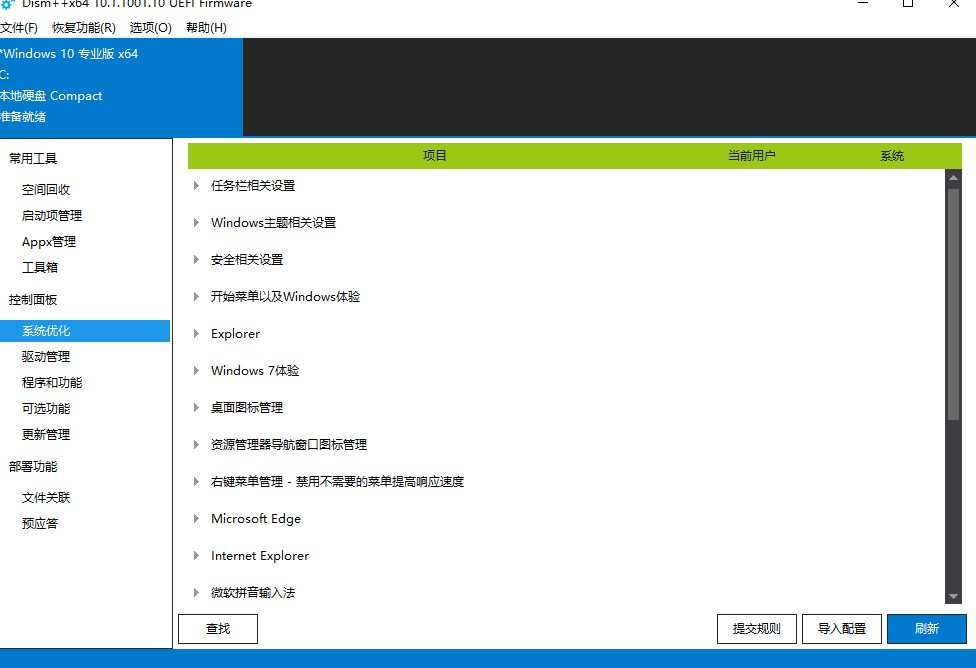 Dism++x64 10.1.1001.10 UEFI Firmware
文件(F) 恢复功能(R) 选项(O) 帮助(H)
*Windows 10 专业版 x64
C:
本地硬盘 Compact
准备就绪
常用工具
空间回收
启动项管理
Appx管理
工具箱
控制面板
系统优化
驱动管理
程序和功能
可选功能
更新管理
部署功能
文件关联
预应答
项目 当前用户 系统
任务栏相关设置
Windows主题相关设置
安全相关设置
开始菜单以及Windows体验
Explorer
Windows 7体验
桌面图标管理
资源管理器导航窗口图标管理
右键菜单管理 - 禁用不需要的菜单提高响应速度
Microsoft Edge
Internet Explorer
微软拼音输入法
查找 提交规则 导入配置 刷新